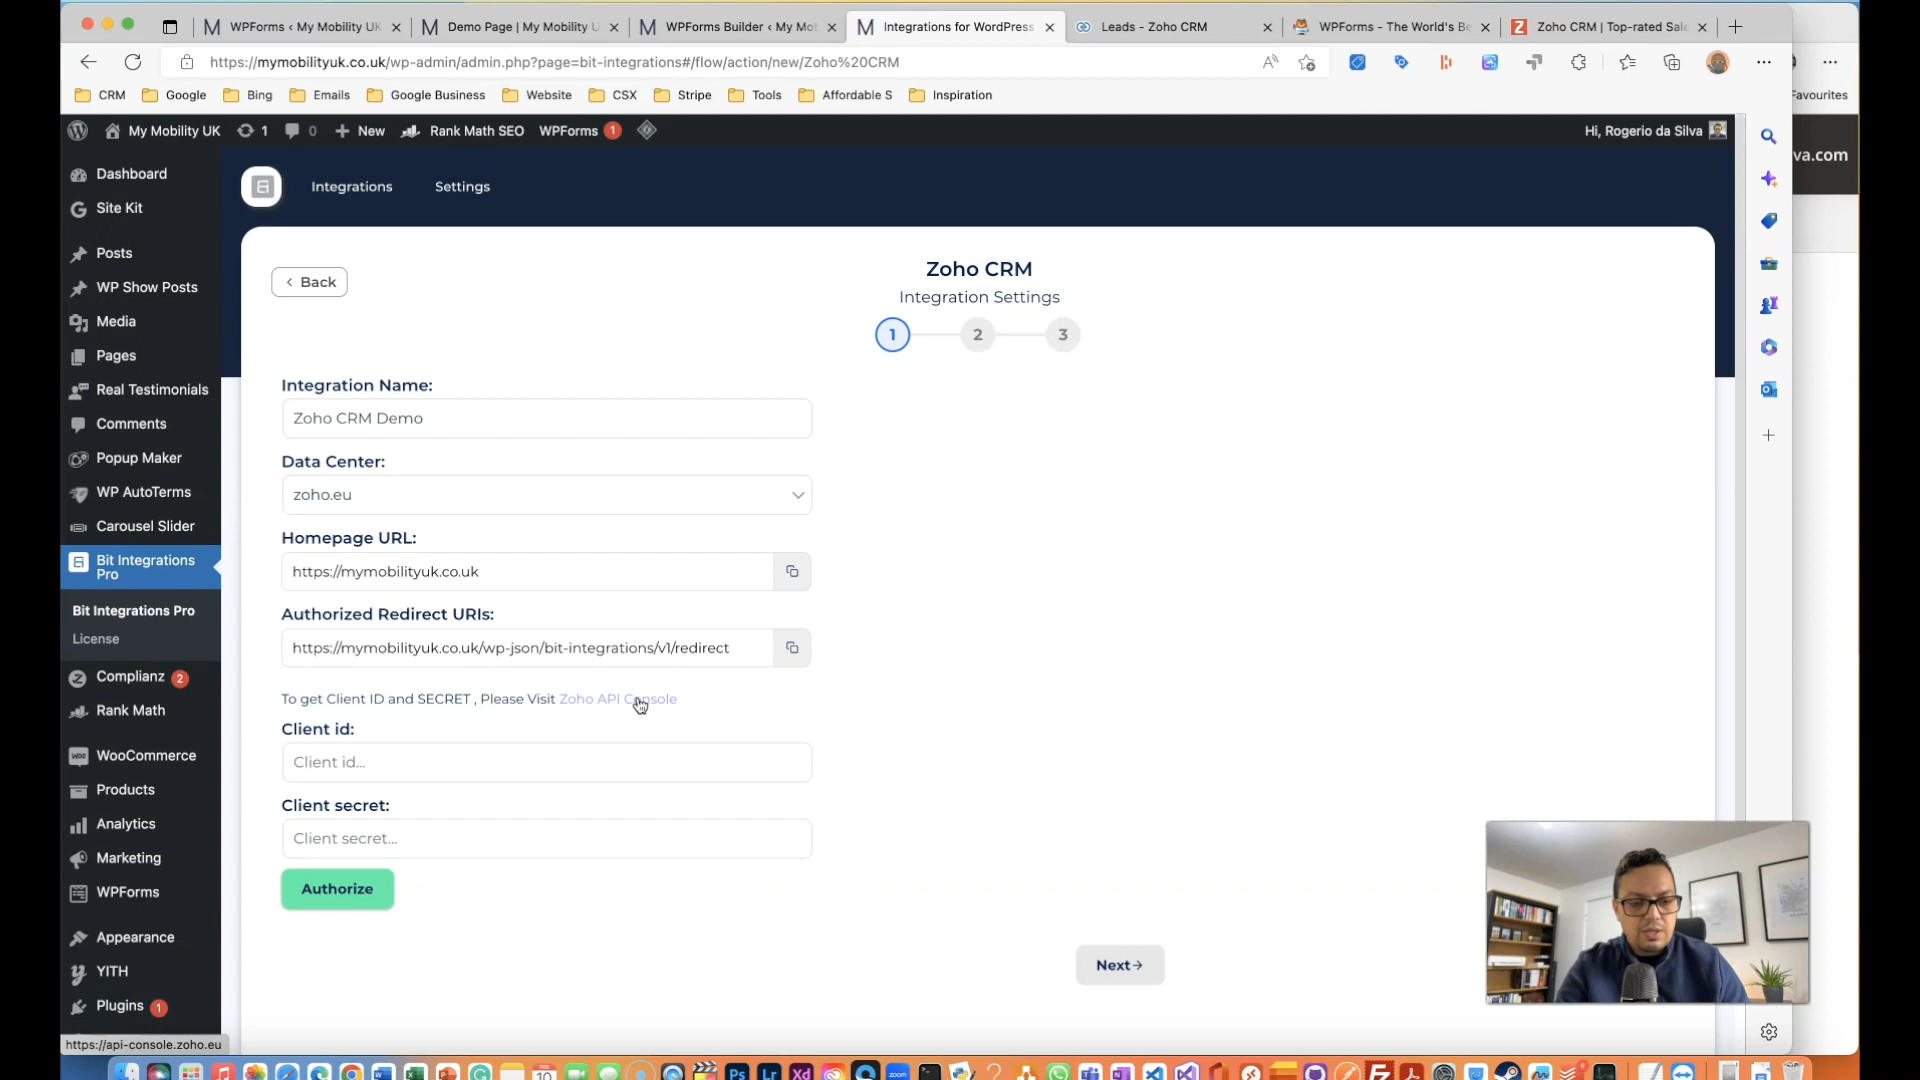 WPForms ‹ My Mobility UK
Demo Page | My Mobility U
WPForms Builder ‹ My Mob
Integrations for WordPress
Leads - Zoho CRM
WPForms - The World's Be
Zoho CRM | Top-rated Sale
https://mymobilityuk.co.uk/wp-admin/admin.php?page=bit-integrations#/flow/action/new/Zoho%20CRM
CRM
Google
Bing
Emails
Google Business
Website
CSX
Stripe
Tools
Affordable S
Inspiration
Favourites
My Mobility UK
1
0
New
Rank Math SEO
WPForms 1
Hi, Rogerio da Silva
va.com
Dashboard
Site Kit
Posts
WP Show Posts
Media
Pages
Real Testimonials
Comments
Popup Maker
WP AutoTerms
Carousel Slider
Bit Integrations
Pro
Bit Integrations Pro
License
Complianz 2
Rank Math
WooCommerce
Products
Analytics
Marketing
WPForms
Appearance
YITH
Plugins 1
https://api-console.zoho.eu
Integrations
Settings
Back
Zoho CRM
Integration Settings
1
2
3
Integration Name:
Zoho CRM Demo
Data Center:
zoho.eu
Homepage URL:
https://mymobilityuk.co.uk
Authorized Redirect URIs:
https://mymobilityuk.co.uk/wp-json/bit-integrations/v1/redirect
To get Client ID and SECRET , Please Visit Zoho API Console
Client id:
Client id...
Client secret:
Client secret...
Authorize
Next
Ps
Lr
Xd
zoom